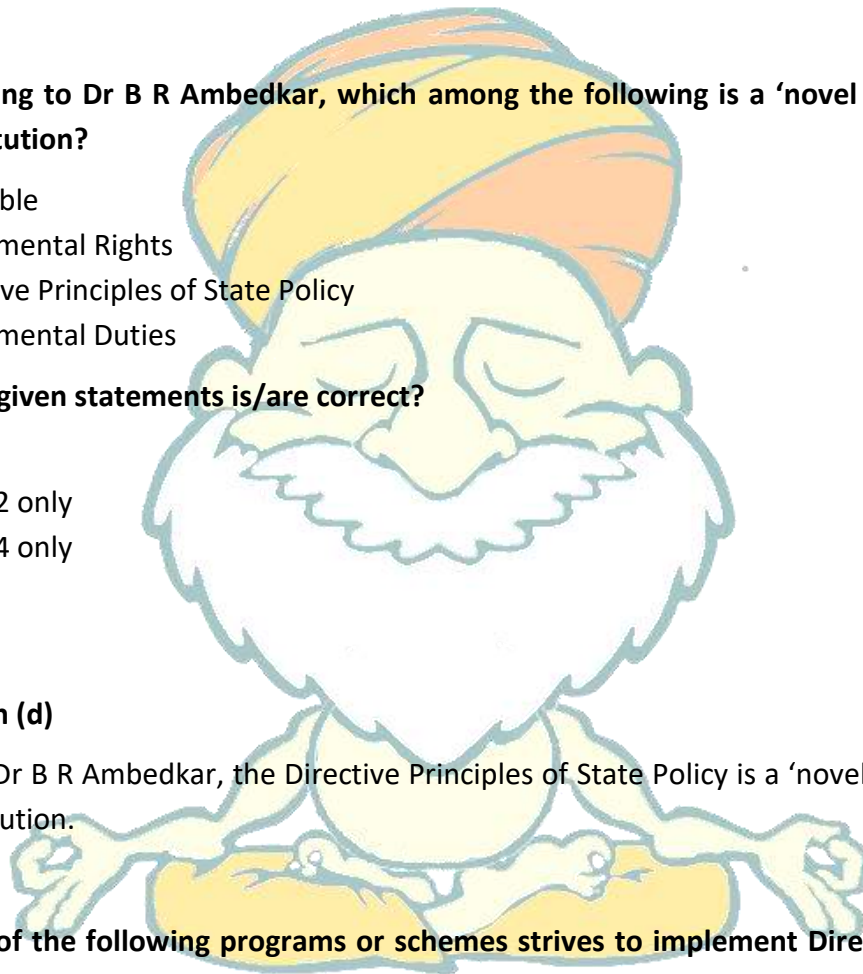 ng to Dr B R Ambedkar, which among the following is a ‘novel
tution?
ble
mental Rights
ve Principles of State Policy
mental Duties
given statements is/are correct?
2 only
4 only
n (d)
Dr B R Ambedkar, the Directive Principles of State Policy is a ‘novel
ution.
of the following programs or schemes strives to implement Dire